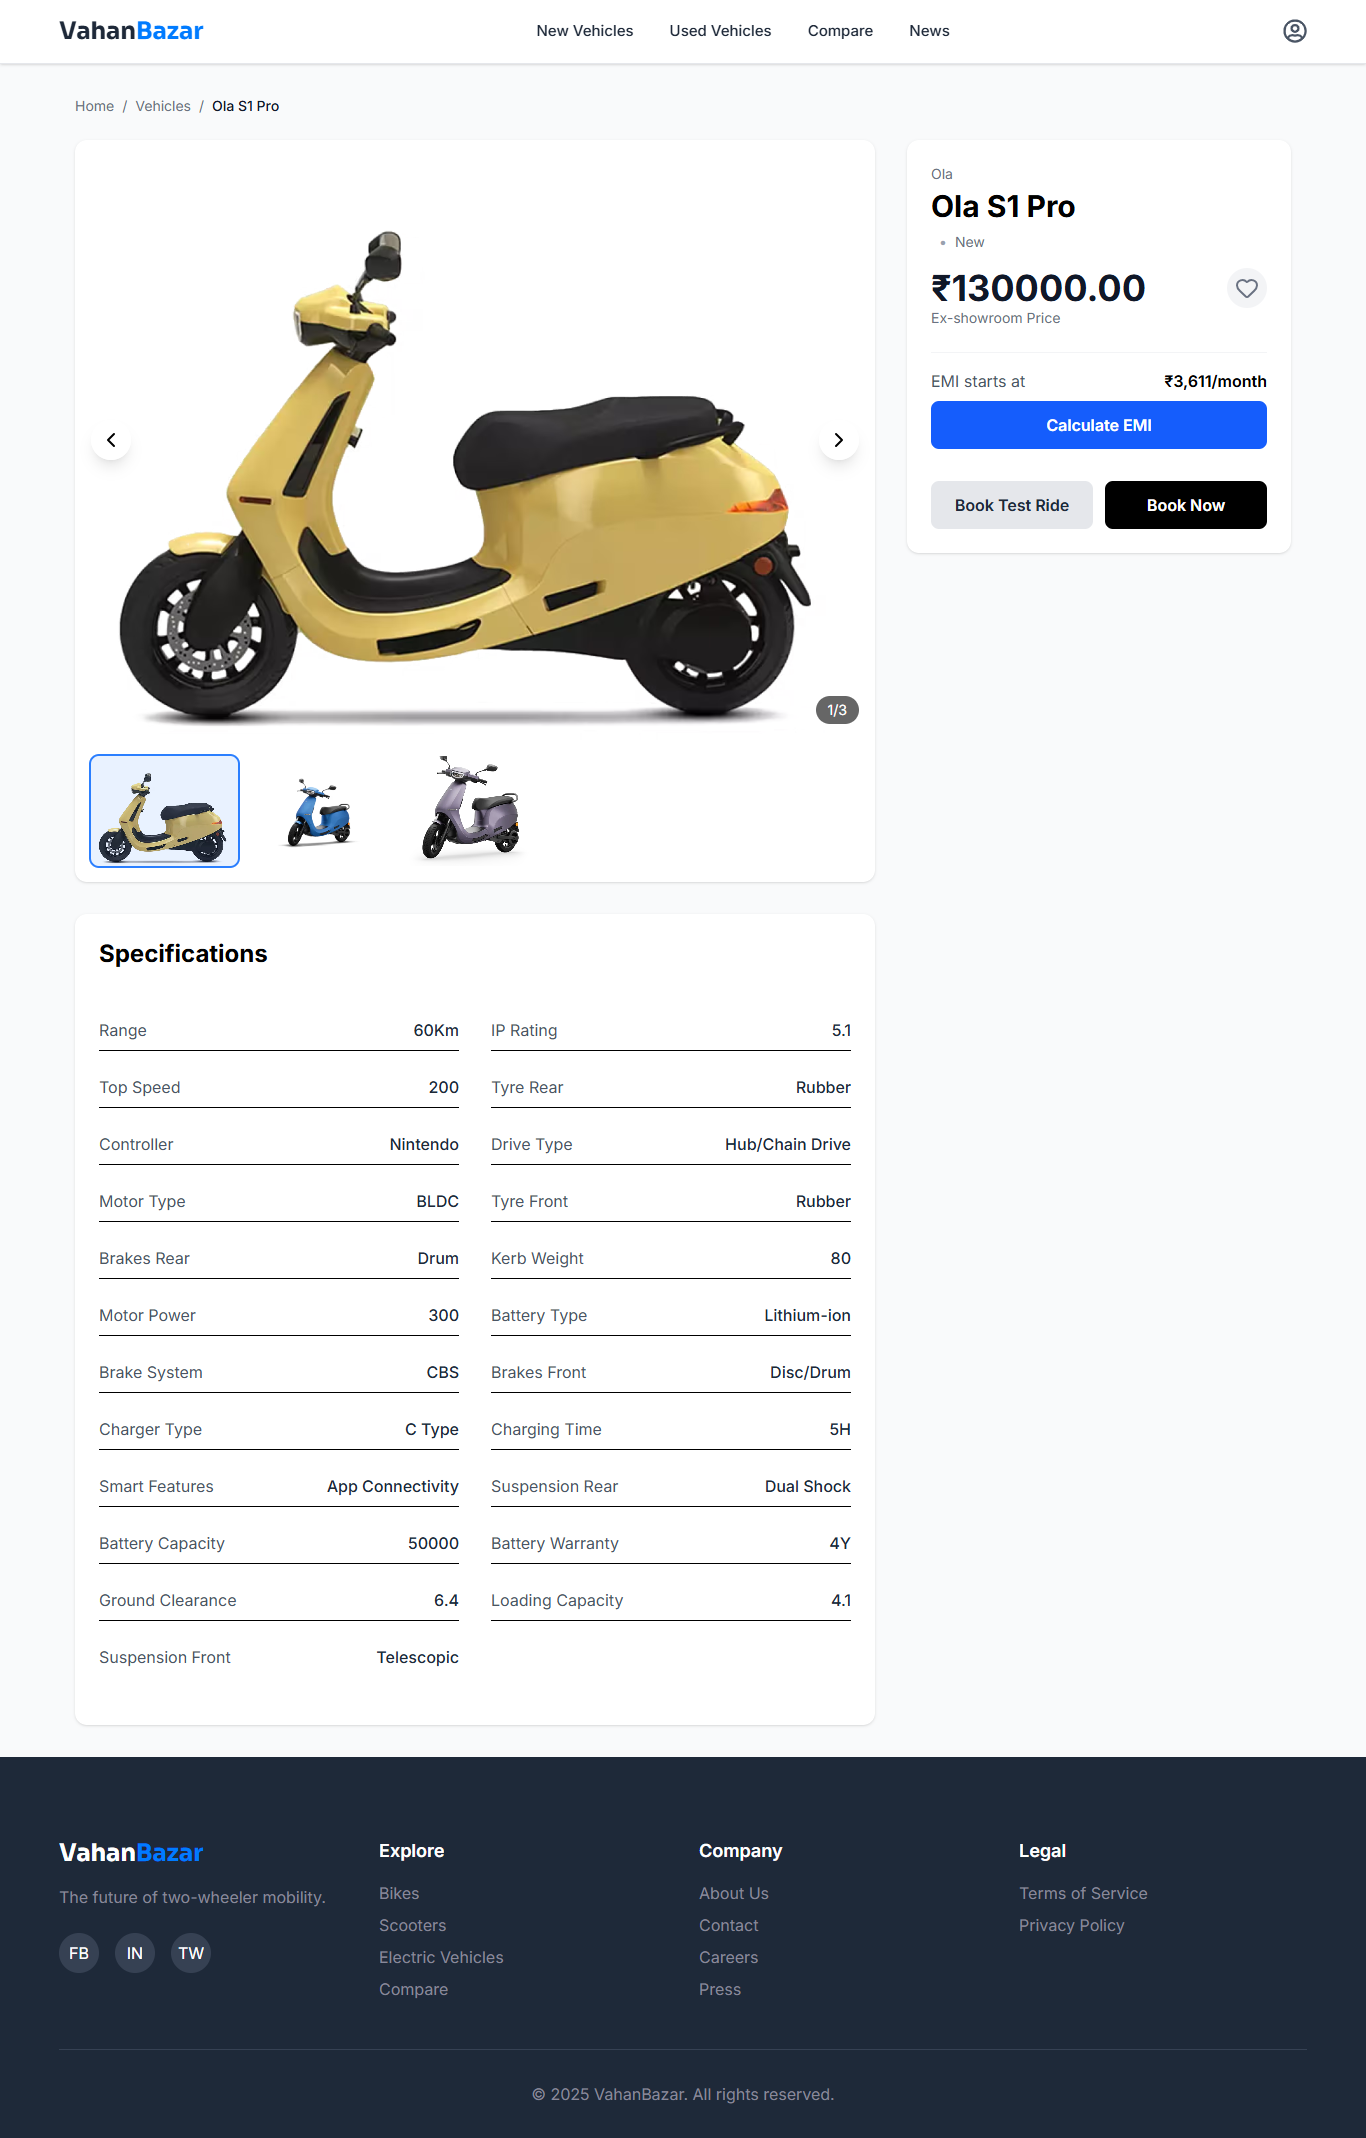 VahanBazar
New Vehicles
Used Vehicles
Compare
News
Home / Vehicles / Ola S1 Pro
1/3
Ola
Ola S1 Pro
• New
₹130000.00
Ex-showroom Price
EMI starts at ₹3,611/month
Calculate EMI
Book Test Ride
Book Now
Specifications
Range 60Km
IP Rating 5.1
Top Speed 200
Tyre Rear Rubber
Controller Nintendo
Drive Type Hub/Chain Drive
Motor Type BLDC
Tyre Front Rubber
Brakes Rear Drum
Kerb Weight 80
Motor Power 300
Battery Type Lithium-ion
Brake System CBS
Brakes Front Disc/Drum
Charger Type C Type
Charging Time 5H
Smart Features App Connectivity
Suspension Rear Dual Shock
Battery Capacity 50000
Battery Warranty 4Y
Ground Clearance 6.4
Loading Capacity 4.1
Suspension Front Telescopic
VahanBazar
The future of two-wheeler mobility.
FB IN TW
Explore
Bikes
Scooters
Electric Vehicles
Compare
Company
About Us
Contact
Careers
Press
Legal
Terms of Service
Privacy Policy
© 2025 VahanBazar. All rights reserved.